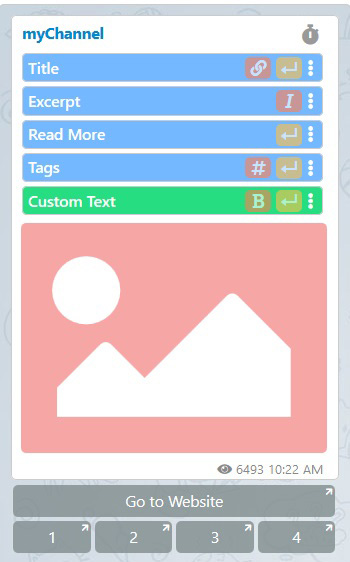 myChannel
Title
Excerpt I
Read More
Tags #
Custom Text B
6493 10:22 AM
Go to Website
1 2 3 4